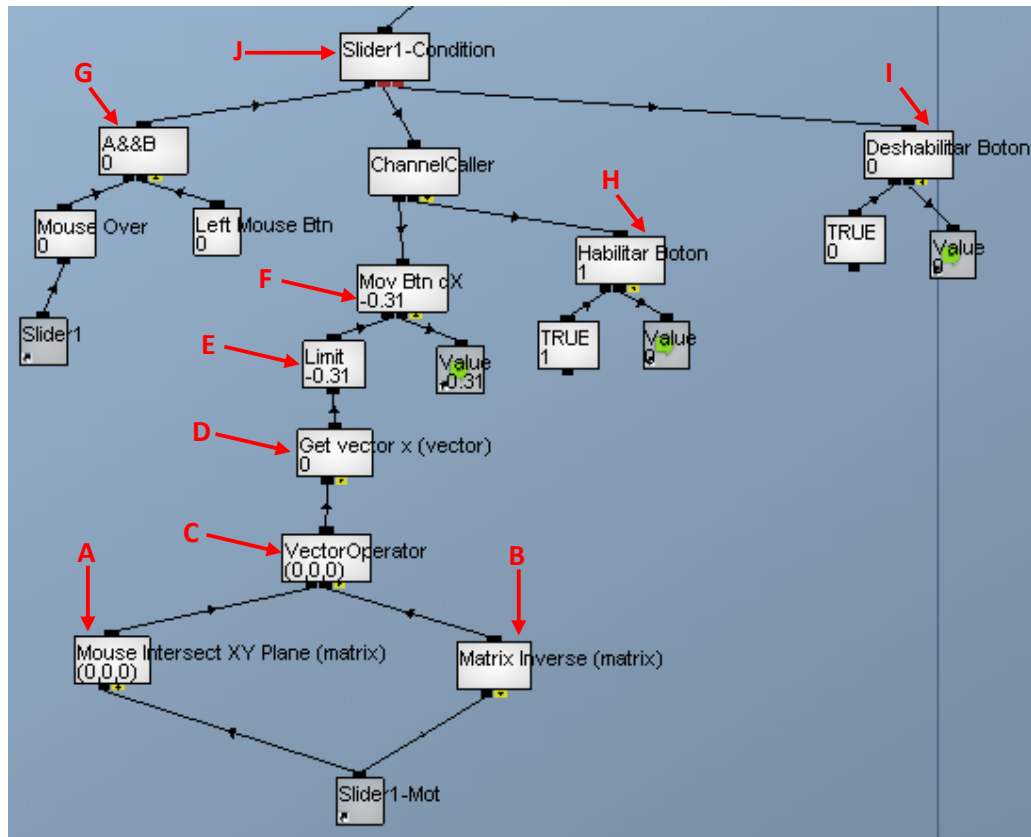 J
Slider1-Condition
G
A&&B
0
I
Deshabilitar Boton
0
ChannelCaller
H
Habilitar Boton
1
Mouse Over
0
Left Mouse Btn
0
TRUE
0
Value
0
F
Mov Btn cX
-0.31
Slider1
E
Limit
-0.31
Value
-0.31
TRUE
1
Value
0
D
Get vector x (vector)
0
C
VectorOperator
(0,0,0)
A
Mouse Intersect XY Plane (matrix)
(0,0,0)
B
Matrix Inverse (matrix)
Slider1-Mot